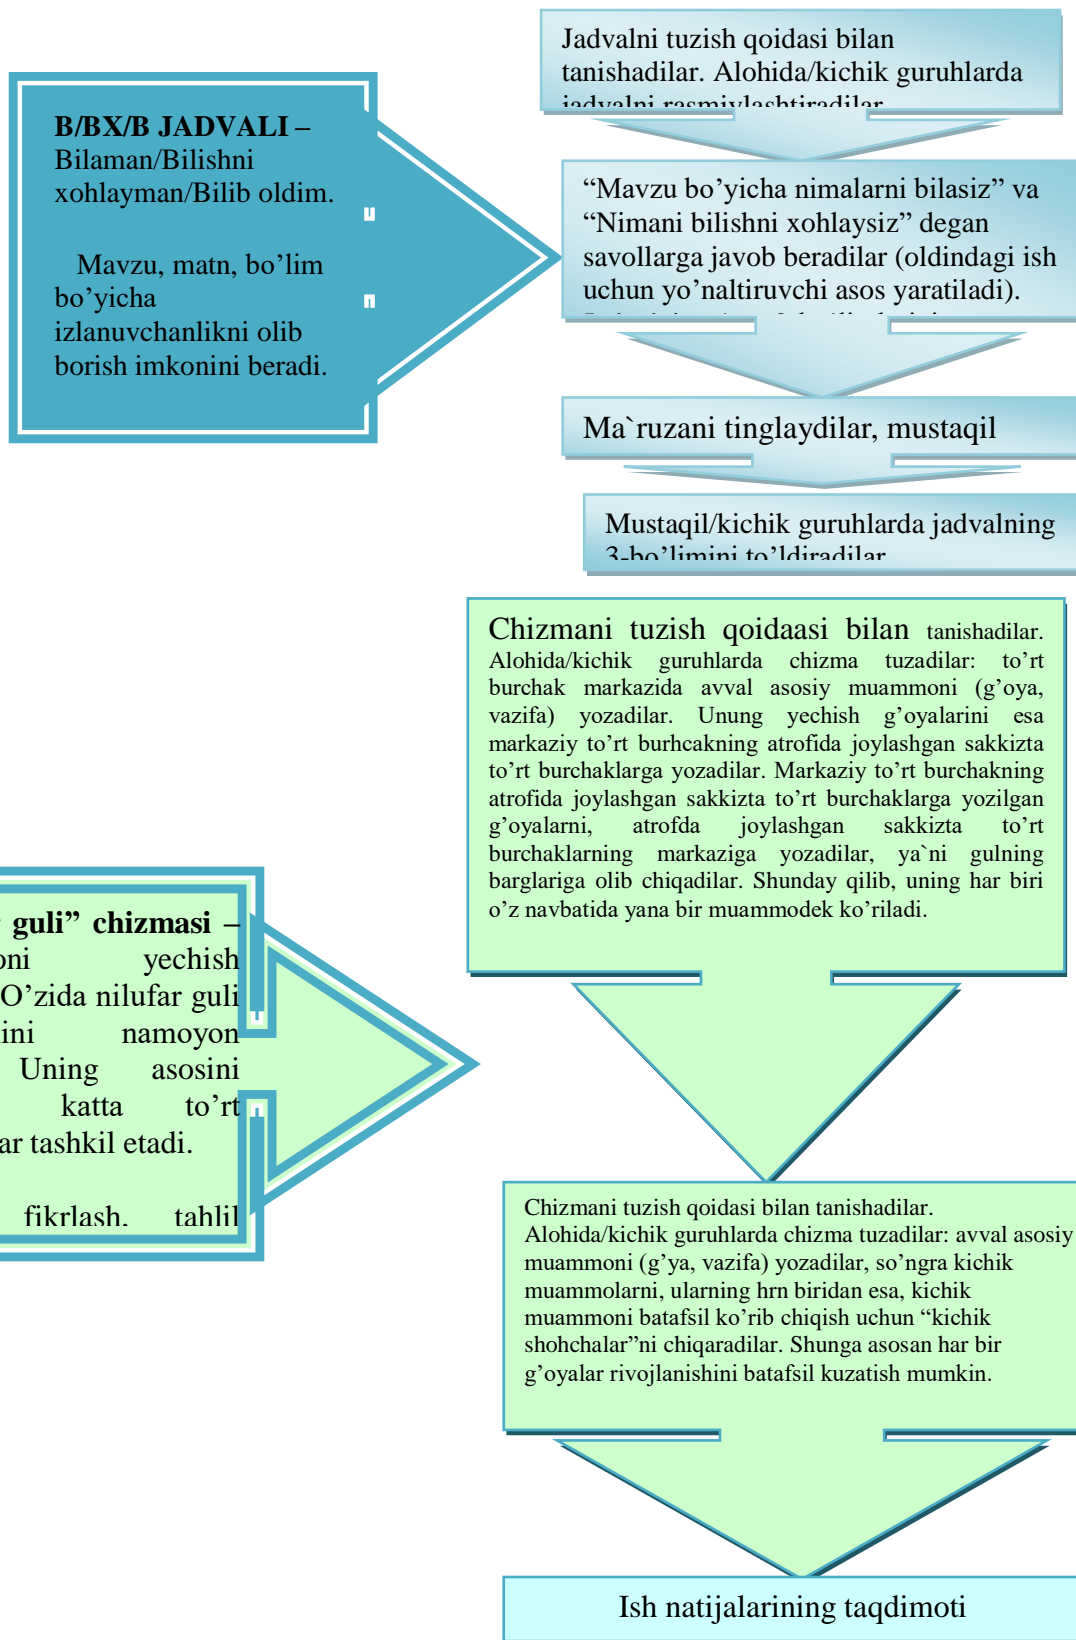 B/BX/B JADVALI –
Bilaman/Bilishni
xohlayman/Bilib oldim.
Mavzu, matn, bo’lim
bo’yicha
izlanuvchanlikni olib
borish imkonini beradi.
Jadvalni tuzish qoidasi bilan
tanishadilar. Alohida/kichik guruhlarda
jadvalni rasmiylashtiradilar
“Mavzu bo’yicha nimalarni bilasiz” va
“Nimani bilishni xohlaysiz” degan
savollarga javob beradilar (oldindagi ish
uchun yo’naltiruvchi asos yaratiladi).
Ma`ruzani tinglaydilar, mustaqil
Mustaqil/kichik guruhlarda jadvalning
3-bo’limini to’ldiradilar
guli” chizmasi –
yechish
O’zida nilufar guli
namoyon
Uning asosini
katta to’rt
tashkil etadi.
fikrlash, tahlil
Chizmani tuzish qoidaasi bilan tanishadilar.
Alohida/kichik guruhlarda chizma tuzadilar: to’rt
burchak markazida avval asosiy muammoni (g’oya,
vazifa) yozadilar. Unung yechish g’oyalarini esa
markaziy to’rt burhcakning atrofida joylashgan sakkizta
to’rt burchaklarga yozadilar. Markaziy to’rt burchakning
atrofida joylashgan sakkizta to’rt burchaklarga yozilgan
g’oyalarni, atrofda joylashgan sakkizta to’rt
burchaklarning markaziga yozadilar, ya`ni gulning
barglariga olib chiqadilar. Shunday qilib, uning har biri
o’z navbatida yana bir muammodek ko’riladi.
Chizmani tuzish qoidasi bilan tanishadilar.
Alohida/kichik guruhlarda chizma tuzadilar: avval asosiy
muammoni (g’ya, vazifa) yozadilar, so’ngra kichik
muammolarni, ularning hrn biridan esa, kichik
muammoni batafsil ko’rib chiqish uchun “kichik
shohchalar”ni chiqaradilar. Shunga asosan har bir
g’oyalar rivojlanishini batafsil kuzatish mumkin.
Ish natijalarining taqdimoti